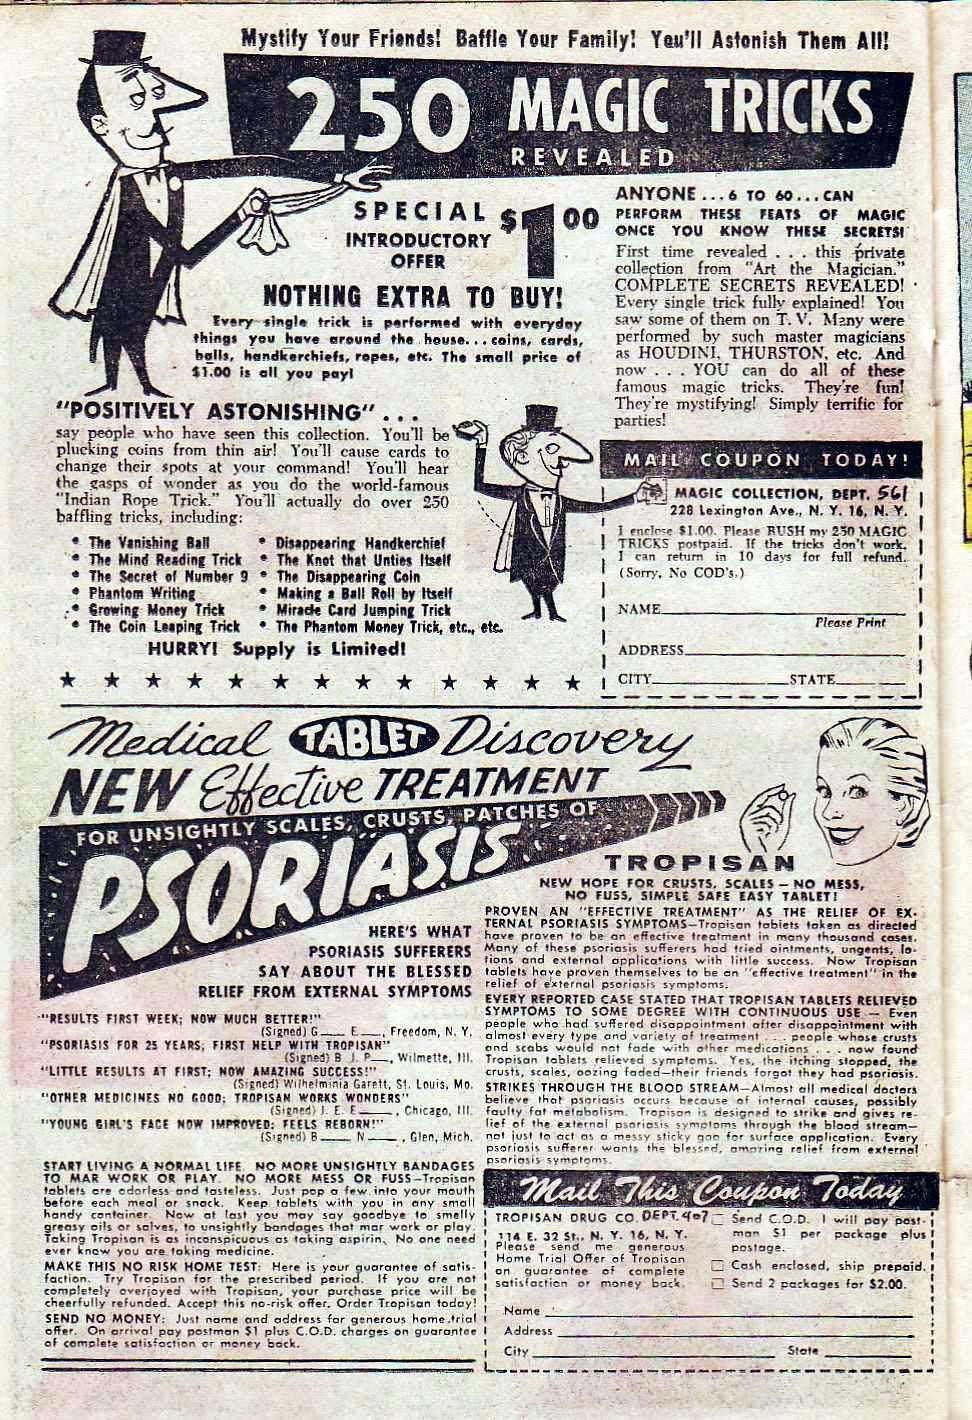 Mystify Your Friends! Baffle Your Family! You'll Astonish Them All!
250 MAGIC TRICKS
REVEALED
SPECIAL
INTRODUCTORY
OFFER
$1.00
NOTHING EXTRA TO BUY!
Every single trick is performed with everyday
things you have around the house...coins, cards,
balls, handkerchiefs, ropes, etc. The small price of
$1.00 is all you pay!
ANYONE...6 TO 60...CAN
PERFORM THESE FEATS OF MAGIC
ONCE YOU KNOW THESE SECRETS!
First time revealed . . . this private
collection from "Art the Magician."
COMPLETE SECRETS REVEALED!
Every single trick fully explained! You
saw some of them on T. V. Many were
performed by such master magicians
as HOUDINI, THURSTON, etc. And
now . . . YOU can do all of these
famous magic tricks. They're fun!
They're mystifying! Simply terrific for
parties!
"POSITIVELY ASTONISHING" . . .
say people who have seen this collection. You'll be
plucking coins from thin air! You'll cause cards to
change their spots at your command! You'll hear
the gasps of wonder as you do the world-famous
"Indian Rope Trick." You'll actually do over 250
baffling tricks, including:
* The Vanishing Ball
* The Mind Reading Trick
* The Secret of Number 9
* Phantom Writing
* Growing Money Trick
* The Coin Leaping Trick
* Disappearing Handkerchief
* The Knot that Unties Itself
* The Disappearing Coin
* Making a Ball Roll by Itself
* Miracle Card Jumping Trick
* The Phantom Money Trick, etc., etc.
HURRY! Supply is Limited!
MAIL COUPON TODAY!
MAGIC COLLECTION, DEPT. 561
228 Lexington Ave., N. Y. 16, N. Y.
I enclose $1.00. Please RUSH my 250 MAGIC
TRICKS postpaid. If the tricks don't work,
I can return in 10 days for full refund.
(Sorry, No COD's.)
NAME
Please Print
ADDRESS
CITY STATE
Medical TABLET Discovery
NEW Effective TREATMENT
FOR UNSIGHTLY SCALES, CRUSTS, PATCHES OF
PSORIASIS
HERE'S WHAT
PSORIASIS SUFFERERS
SAY ABOUT THE BLESSED
RELIEF FROM EXTERNAL SYMPTOMS
"RESULTS FIRST WEEK; NOW MUCH BETTER!"
(Signed) G___ E___, Freedom, N. Y.
"PSORIASIS FOR 25 YEARS, FIRST HELP WITH TROPISAN"
(Signed) B J. P___, Wilmette, Ill.
"LITTLE RESULTS AT FIRST; NOW AMAZING SUCCESS!"
(Signed) Wilhelminia Garett, St. Louis, Mo.
"OTHER MEDICINES NO GOOD; TROPISAN WORKS WONDERS"
(Signed) J. E. E___, Chicago, Ill.
"YOUNG GIRL'S FACE NOW IMPROVED; FEELS REBORN!"
(Signed) B___ N___, Glen, Mich.
START LIVING A NORMAL LIFE. NO MORE UNSIGHTLY BANDAGES
TO MAR WORK OR PLAY. NO MORE MESS OR FUSS—Tropisan
tablets are odorless and tasteless. Just pop a few into your mouth
before each meal or snack. Keep tablets with you in any small
handy container. Now at last you may say goodbye to smelly
greasy oils or salves, to unsightly bandages that mar work or play.
Taking Tropisan is as inconspicuous as taking aspirin. No one need
ever know you are taking medicine.
MAKE THIS NO RISK HOME TEST: Here is your guarantee of satis-
faction. Try Tropisan for the prescribed period. If you are not
completely overjoyed with Tropisan, your purchase price will be
cheerfully refunded. Accept this no-risk offer. Order Tropisan today!
SEND NO MONEY: Just name and address for generous home trial
offer. On arrival pay postman $1 plus C.O.D. charges on guarantee
of complete satisfaction or money back.
TROPISAN
NEW HOPE FOR CRUSTS, SCALES — NO MESS,
NO FUSS, SIMPLE SAFE EASY TABLET!
PROVEN AN "EFFECTIVE TREATMENT" AS THE RELIEF OF EX-
TERNAL PSORIASIS SYMPTOMS—Tropisan tablets taken as directed
have proven to be an effective treatment in many thousand cases.
Many of these psoriasis sufferers had tried ointments, ungents, lo-
tions and external applications with little success. Now Tropisan
tablets have proven themselves to be an "effective treatment" in the
relief of external psoriasis symptoms.
EVERY REPORTED CASE STATED THAT TROPISAN TABLETS RELIEVED
SYMPTOMS TO SOME DEGREE WITH CONTINUOUS USE — Even
people who had suffered disappointment after disappointment with
almost every type and variety of treatment . . . people whose crusts
and scabs would not fade with other medications . . . now found
Tropisan tablets relieved symptoms. Yes, the itching stopped, the
crusts, scales, oozing faded—their friends forgot they had psoriasis.
STRIKES THROUGH THE BLOOD STREAM—Almost all medical doctors
believe that psoriasis occurs because of internal causes, possibly
faulty fat metabolism. Tropisan is designed to strike and gives re-
lief of the external psoriasis symptoms through the blood stream—
not just to act as a messy sticky goo for surface application. Every
psoriasis sufferer wants the blessed, amazing relief from external
psoriasis symptoms.
Mail This Coupon Today
TROPISAN DRUG CO. DEPT. 407
114 E. 32 St., N. Y. 16, N. Y.
Please send me generous
Home Trial Offer of Tropisan
on guarantee of complete
satisfaction or money back.
Send C.O.D. I will pay post-
man $1 per package plus
postage.
Cash enclosed, ship prepaid.
Send 2 packages for $2.00.
Name
Address
City State